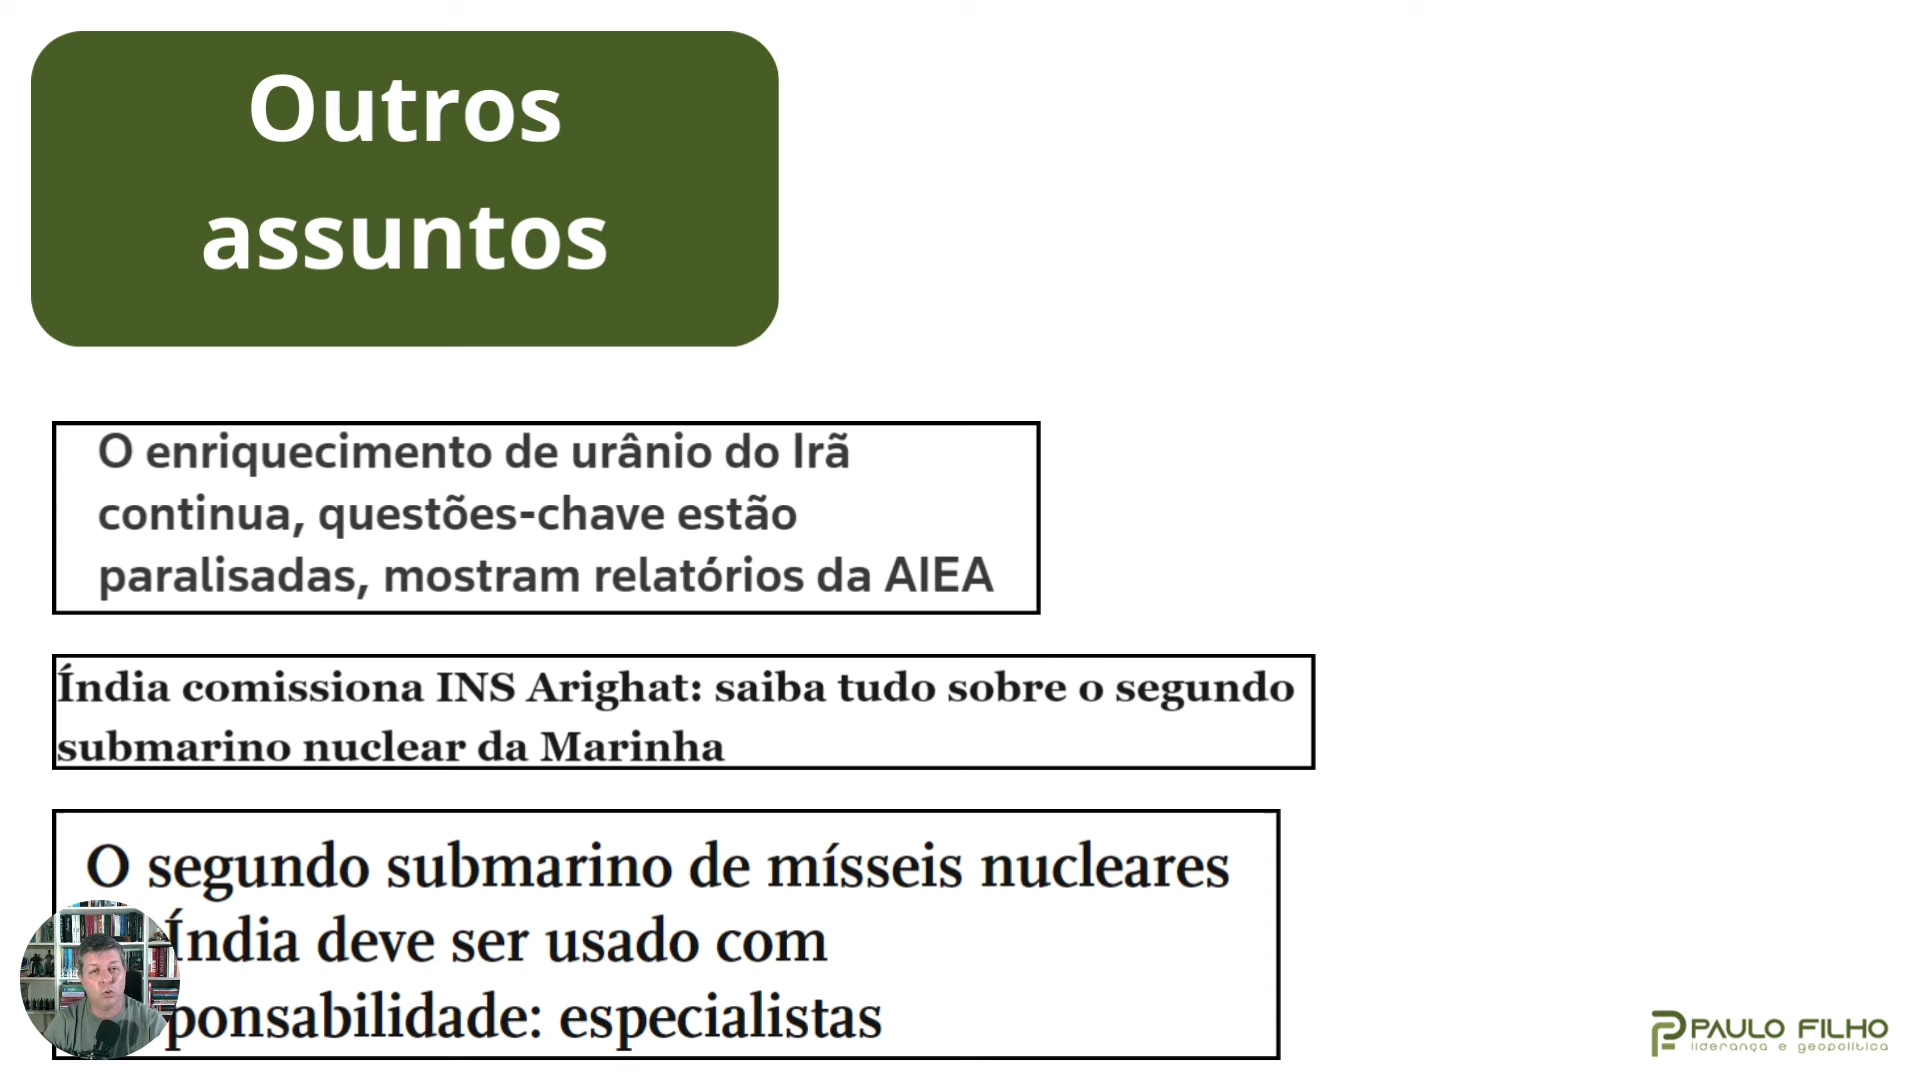 Outros
assuntos
O enriquecimento de urânio do Irã
continua, questões-chave estão
paralisadas, mostram relatórios da AIEA
Índia comissiona INS Arighat: saiba tudo sobre o segundo
submarino nuclear da Marinha
O segundo submarino de mísseis nucleares
Índia deve ser usado com
ponsabilidade: especialistas
PAULO FILHO
liderança e geopolítica